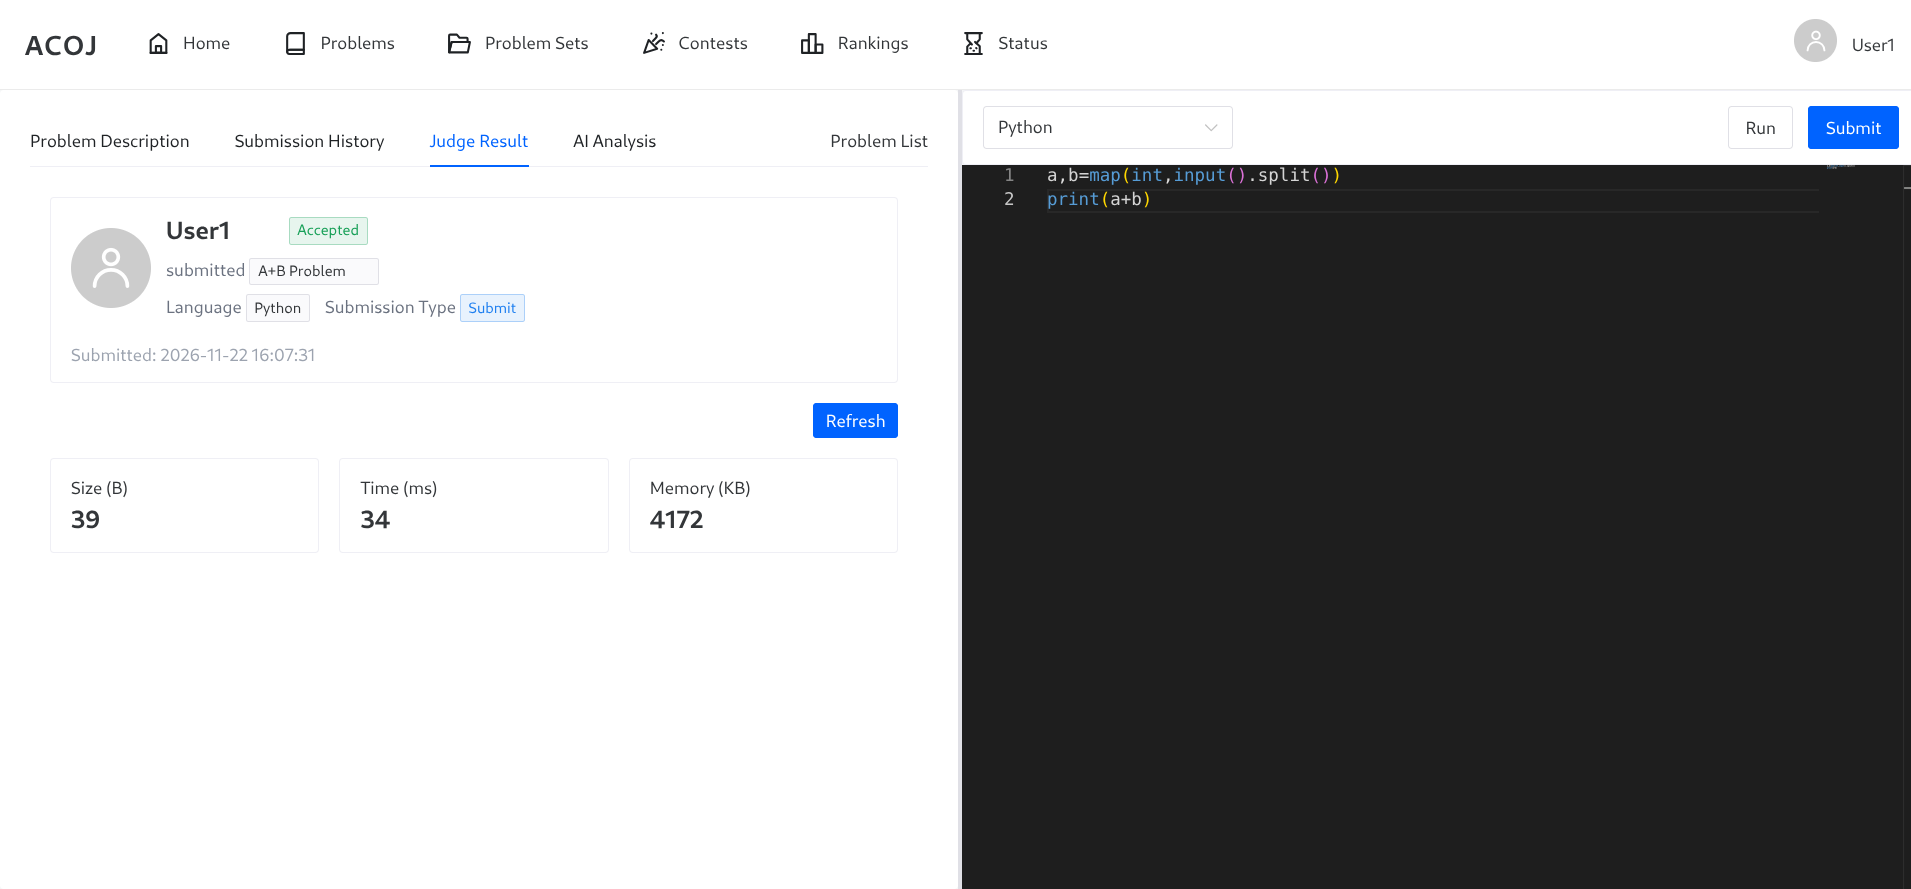 ACOJ Home Problems Problem Sets Contests Rankings Status User1
Problem Description Submission History Judge Result AI Analysis Problem List
User1 Accepted
submitted A+B Problem
Language Python Submission Type Submit
Submitted: 2026-11-22 16:07:31
Refresh
Size (B)
39
Time (ms)
34
Memory (KB)
4172
Python Run Submit
1 a,b=map(int,input().split())
2 print(a+b)